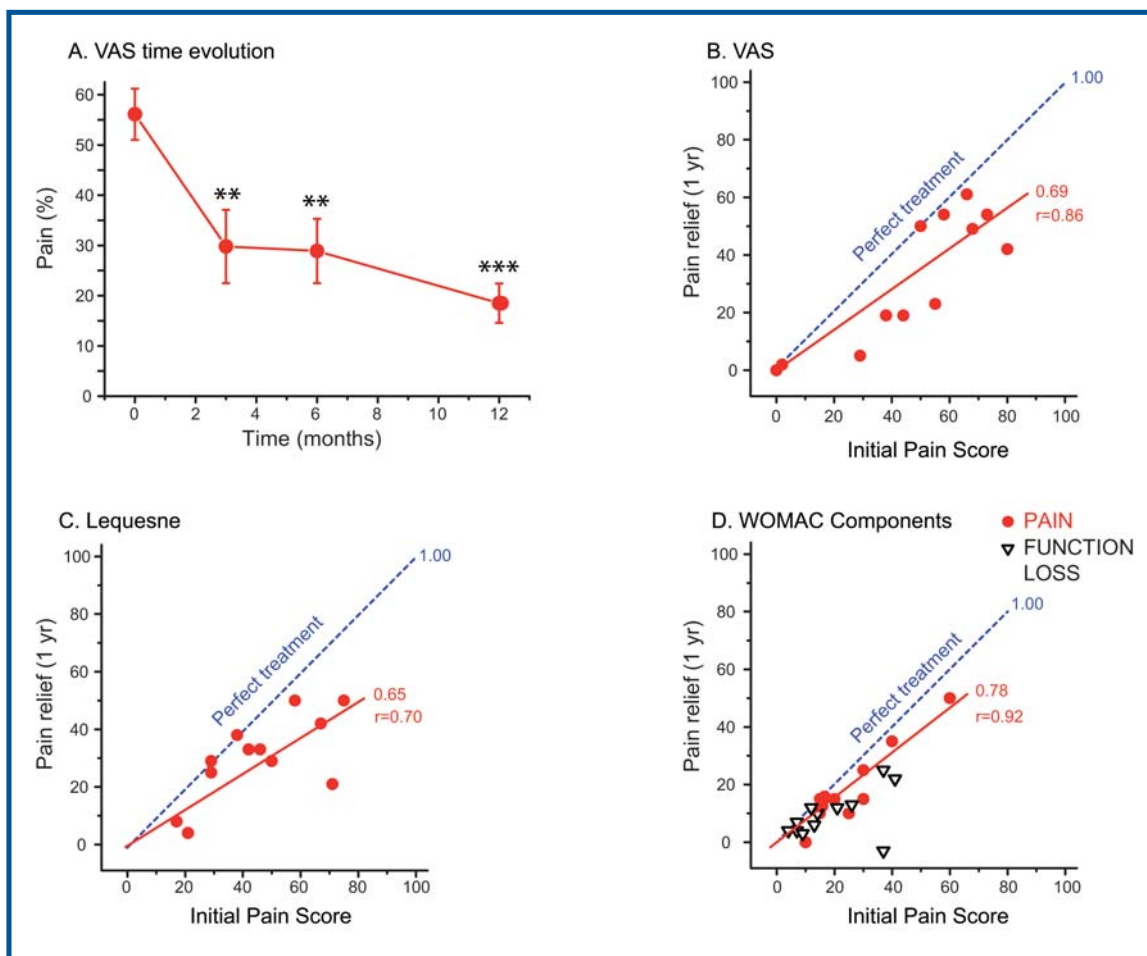 A. VAS time evolution
60
50
40
30
20
10
0
Pain (%)
**
**
***
0
2
4
6
8
10
12
Time (months)
B. VAS
100
80
60
40
20
0
Pain relief (1 yr)
Perfect treatment
1.00
0.69
r=0.86
0
20
40
60
80
100
Initial Pain Score
C. Lequesne
100
80
60
40
20
0
Pain relief (1 yr)
Perfect treatment
1.00
0.65
r=0.70
0
20
40
60
80
100
Initial Pain Score
D. WOMAC Components
PAIN
FUNCTION
LOSS
100
80
60
40
20
0
Pain relief (1 yr)
Perfect treatment
1.00
0.78
r=0.92
0
20
40
60
80
100
Initial Pain Score